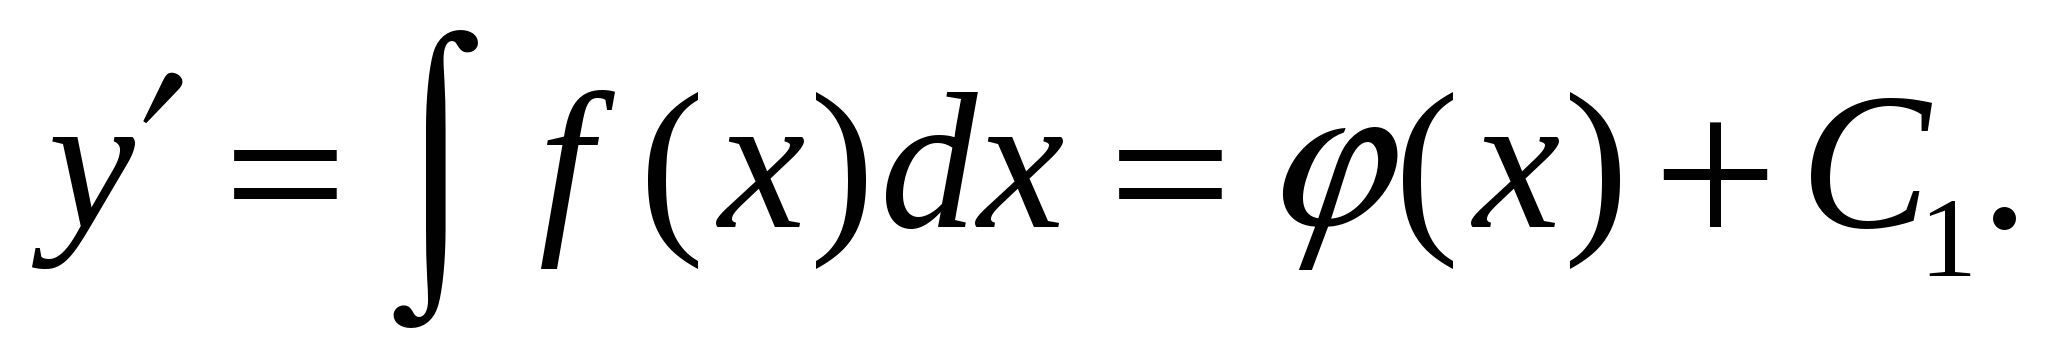 y′ = ∫ f(x)dx = φ(x) + C₁.